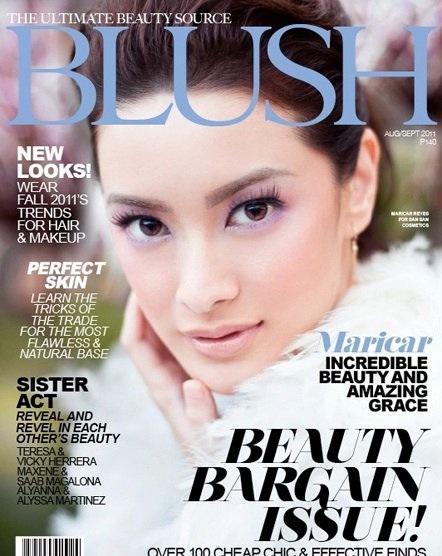 THE ULTIMATE BEAUTY SOURCE
BLUSH
AUG/SEPT 2011
P140
NEW
LOOKS!
WEAR
FALL 2011'S
TRENDS
FOR HAIR
& MAKEUP
MARICAR REYES
FOR SAN SAN
COSMETICS
PERFECT
SKIN
LEARN THE
TRICKS OF
THE TRADE
FOR THE MOST
FLAWLESS &
NATURAL BASE
Maricar
INCREDIBLE
BEAUTY AND
AMAZING
GRACE
SISTER
ACT
REVEAL AND
REVEL IN EACH
OTHER'S BEAUTY
TERESA &
VICKY HERRERA
MAXENE &
SAAB MAGALONA
ALYANNA &
ALYSSA MARTINEZ
BEAUTY
BARGAIN
ISSUE!
OVER 100 CHEAP, CHIC & EFFECTIVE FINDS